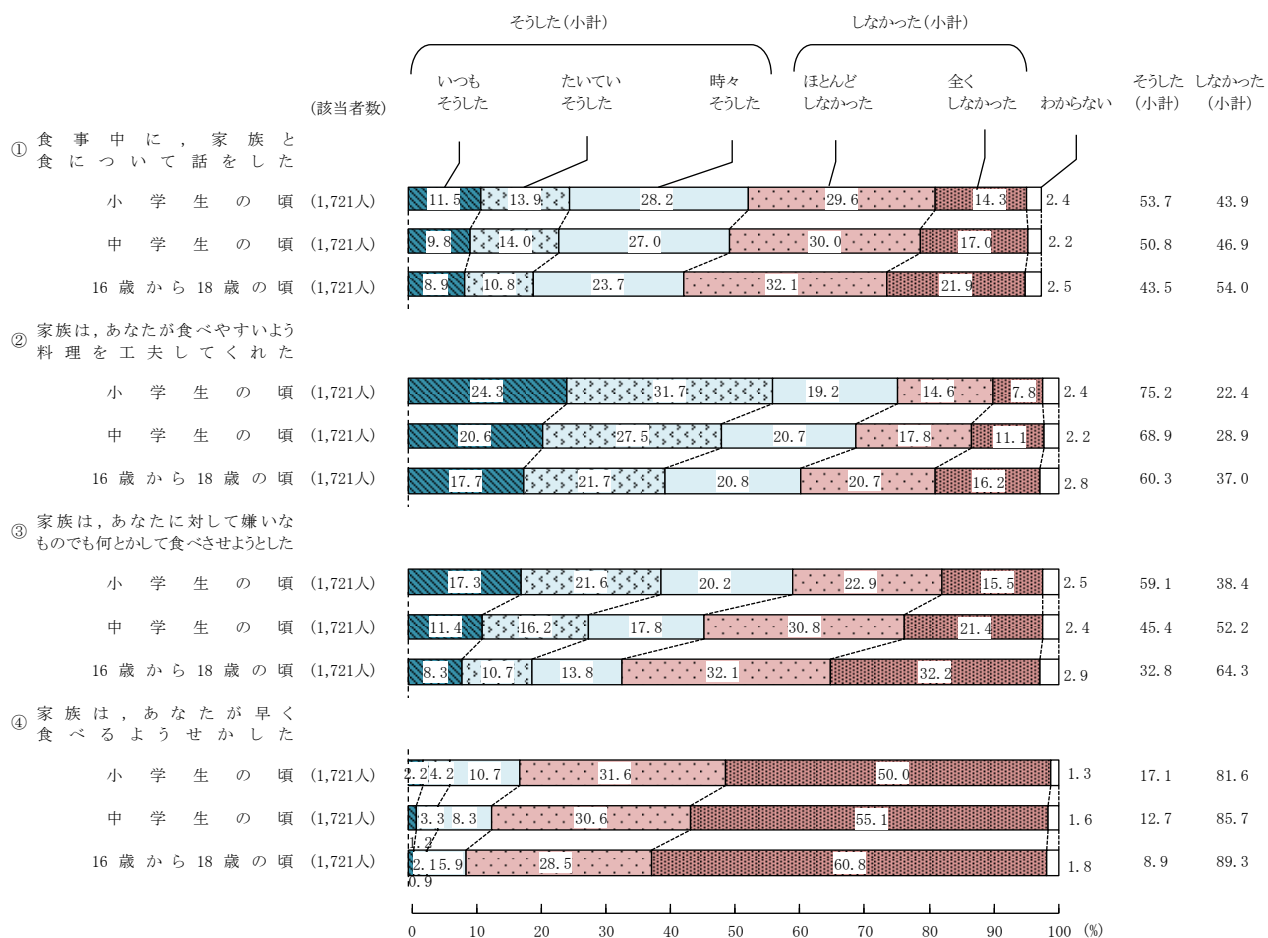 そうした(小計) しなかった(小計)
いつも たいてい 時々 ほとんど 全く そうした しなかった
(該当者数) そうした そうした そうした しなかった しなかった わからない (小計) (小計)
① 食事中に,家族と
食について話をした
小学生の頃 (1,721人) 11.5 13.9 28.2 29.6 14.3 2.4 53.7 43.9
中学生の頃 (1,721人) 9.8 14.0 27.0 30.0 17.0 2.2 50.8 46.9
16歳から18歳の頃 (1,721人) 8.9 10.8 23.7 32.1 21.9 2.5 43.5 54.0
② 家族は,あなたが食べやすいよう
料理を工夫してくれた
小学生の頃 (1,721人) 24.3 31.7 19.2 14.6 7.8 2.4 75.2 22.4
中学生の頃 (1,721人) 20.6 27.5 20.7 17.8 11.1 2.2 68.9 28.9
16歳から18歳の頃 (1,721人) 17.7 21.7 20.8 20.7 16.2 2.8 60.3 37.0
③ 家族は,あなたに対して嫌いな
ものでも何とかして食べさせようとした
小学生の頃 (1,721人) 17.3 21.6 20.2 22.9 15.5 2.5 59.1 38.4
中学生の頃 (1,721人) 11.4 16.2 17.8 30.8 21.4 2.4 45.4 52.2
16歳から18歳の頃 (1,721人) 8.3 10.7 13.8 32.1 32.2 2.9 32.8 64.3
④ 家族は,あなたが早く
食べるようせかした
小学生の頃 (1,721人) 2.2 4.2 10.7 31.6 50.0 1.3 17.1 81.6
中学生の頃 (1,721人) 1.2 3.3 8.3 30.6 55.1 1.6 12.7 85.7
16歳から18歳の頃 (1,721人) 0.9 2.1 5.9 28.5 60.8 1.8 8.9 89.3
0 10 20 30 40 50 60 70 80 90 100 (%)